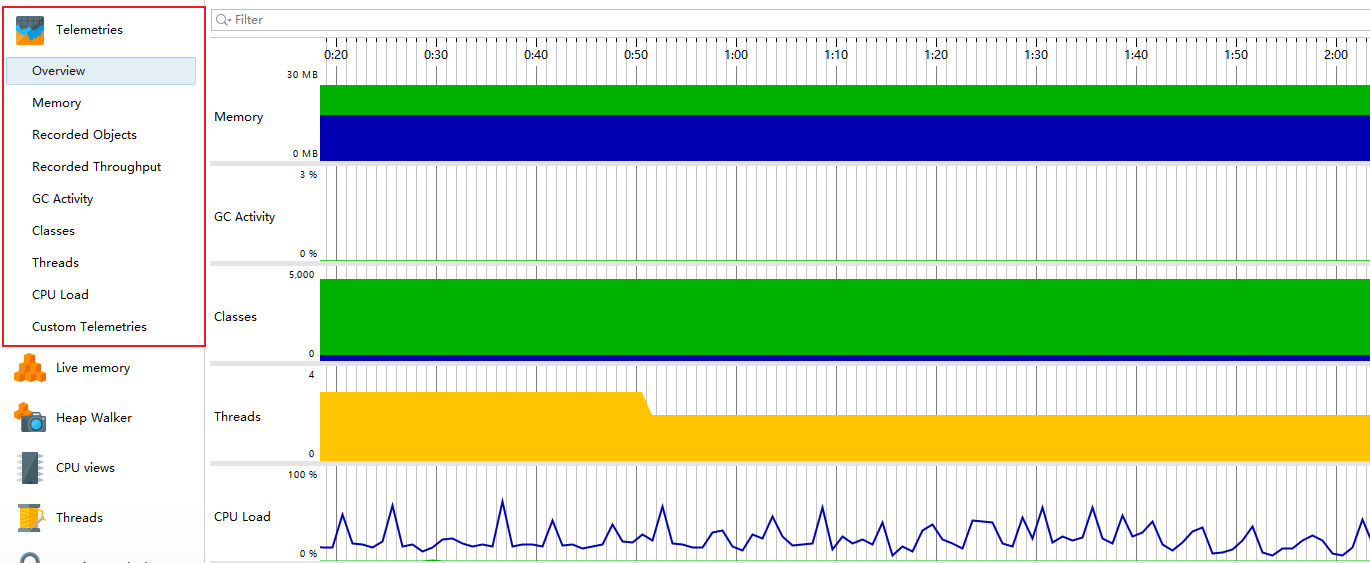 Telemetries
Overview
Memory
Recorded Objects
Recorded Throughput
GC Activity
Classes
Threads
CPU Load
Custom Telemetries
Live memory
Heap Walker
CPU views
Threads
Filter
0:20 0:30 0:40 0:50 1:00 1:10 1:20 1:30 1:40 1:50 2:00
30 MB
Memory
0 MB
3 %
GC Activity
0 %
5,000
Classes
0
4
Threads
0
100 %
CPU Load
0 %